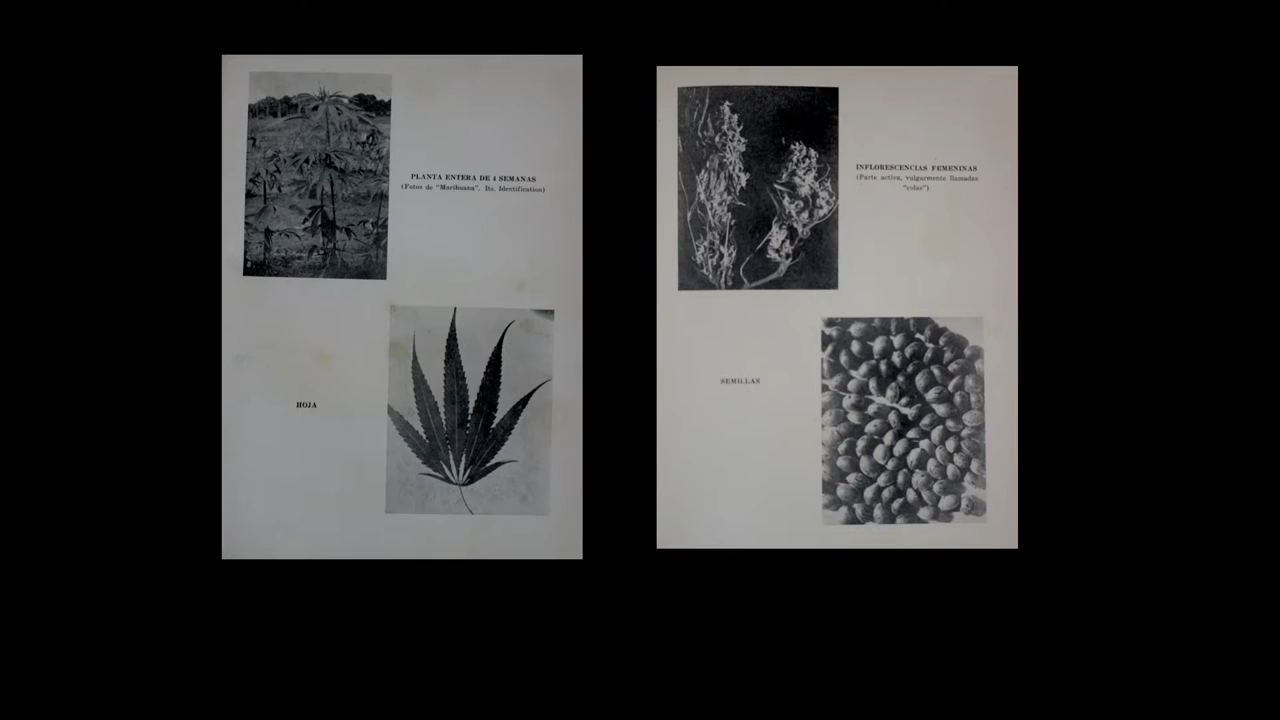 PLANTA ENTERA DE 4 SEMANAS
(Fotos de "Marihuana". Its. Identification)
HOJA
INFLORESCENCIAS FEMENINAS
(Parte activa, vulgarmente llamadas
"colas")
SEMILLAS